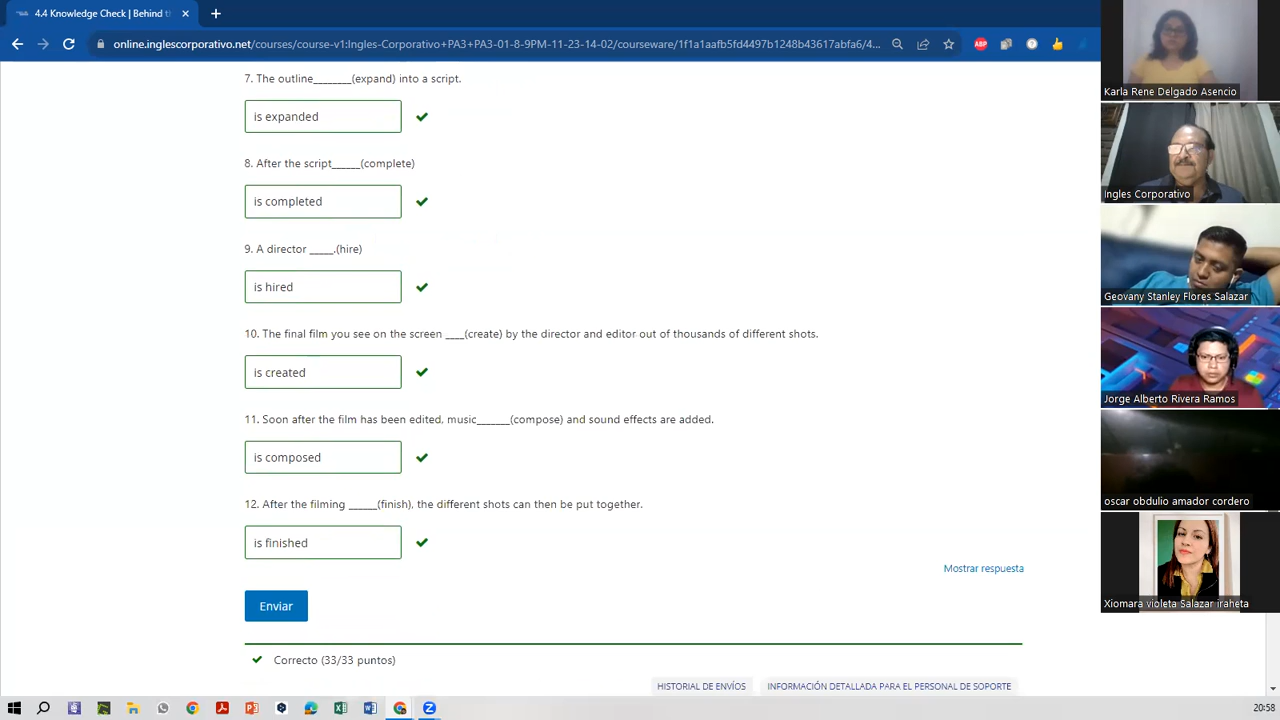 4.4 Knowledge Check | Behind t
online.inglescorporativo.net/courses/course-v1:Ingles-Corporativo+PA3+PA3-01-8-9PM-11-23-14-02/courseware/1f1a1aafb5fd4497b1248b43617abfa6/4...
ABP
7. The outline________(expand) into a script.
is expanded
8. After the script______(complete)
is completed
9. A director _____.(hire)
is hired
10. The final film you see on the screen ____(create) by the director and editor out of thousands of different shots.
is created
11. Soon after the film has been edited, music_______(compose) and sound effects are added.
is composed
12. After the filming ______(finish), the different shots can then be put together.
is finished
Mostrar respuesta
Enviar
Correcto (33/33 puntos)
HISTORIAL DE ENVÍOS
INFORMACIÓN DETALLADA PARA EL PERSONAL DE SOPORTE
Karla Rene Delgado Asencio
Ingles Corporativo
Geovany Stanley Flores Salazar
Jorge Alberto Rivera Ramos
oscar obdulio amador cordero
Xiomara violeta Salazar iraheta
20:58